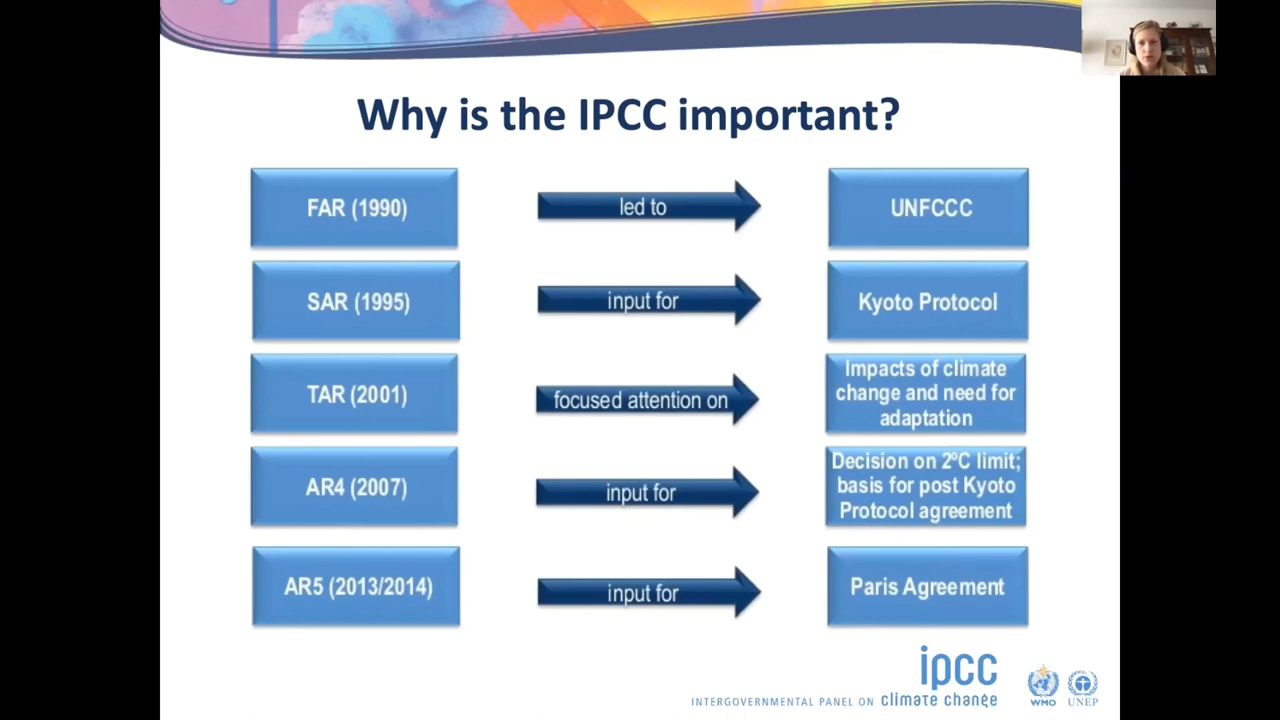 Why is the IPCC important?
FAR (1990)
led to
UNFCCC
SAR (1995)
input for
Kyoto Protocol
TAR (2001)
focused attention on
Impacts of climate
change and need for
adaptation
AR4 (2007)
input for
Decision on 2ºC limit;
basis for post Kyoto
Protocol agreement
AR5 (2013/2014)
input for
Paris Agreement
ipcc
INTERGOVERNMENTAL PANEL ON climate change
WMO
UNEP